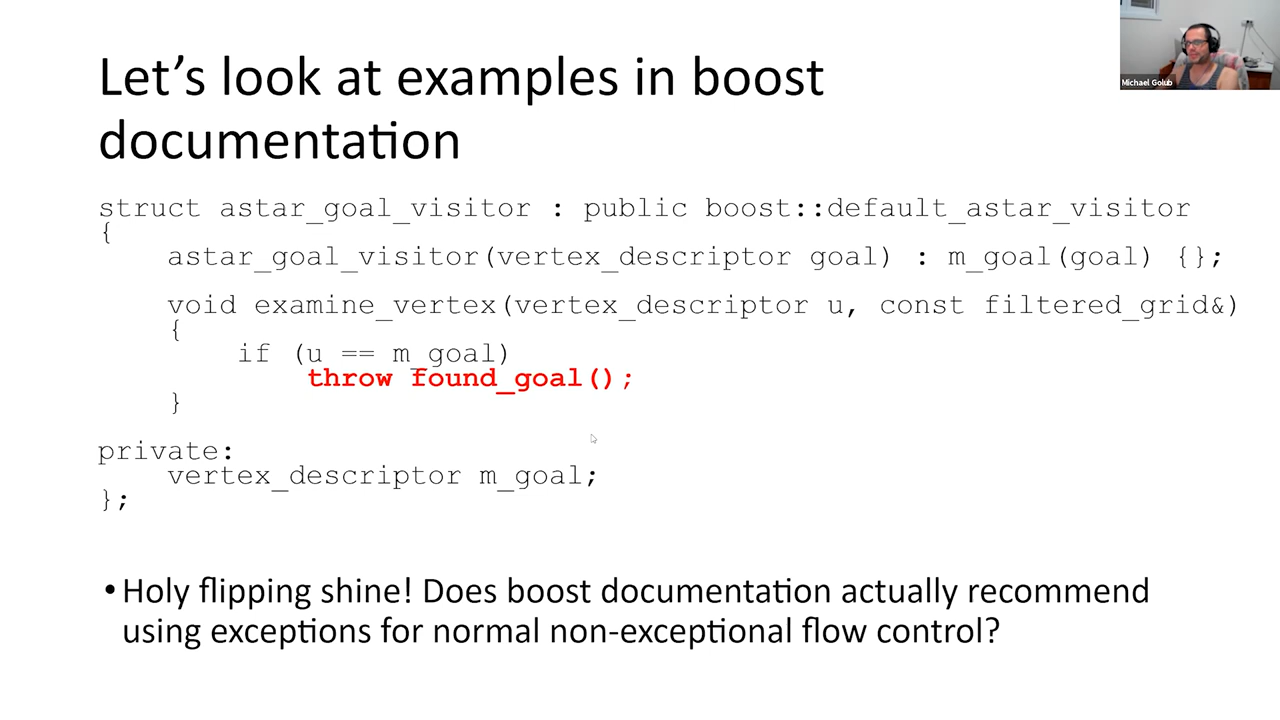 Michael Golub
Let's look at examples in boost
documentation
struct astar_goal_visitor : public boost::default_astar_visitor
{
    astar_goal_visitor(vertex_descriptor goal) : m_goal(goal) {};
    void examine_vertex(vertex_descriptor u, const filtered_grid&)
    {
        if (u == m_goal)
            throw found_goal();
    }
private:
    vertex_descriptor m_goal;
};
• Holy flipping shine! Does boost documentation actually recommend
using exceptions for normal non-exceptional flow control?